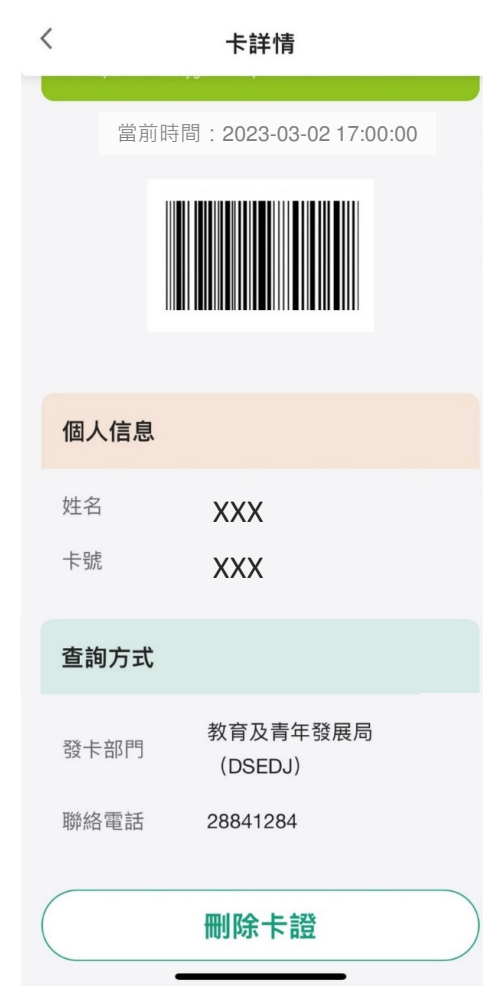 卡詳情
當前時間：2023-03-02 17:00:00
個人信息
姓名 XXX
卡號 XXX
查詢方式
發卡部門 教育及青年發展局
（DSEDJ）
聯絡電話 28841284
刪除卡證